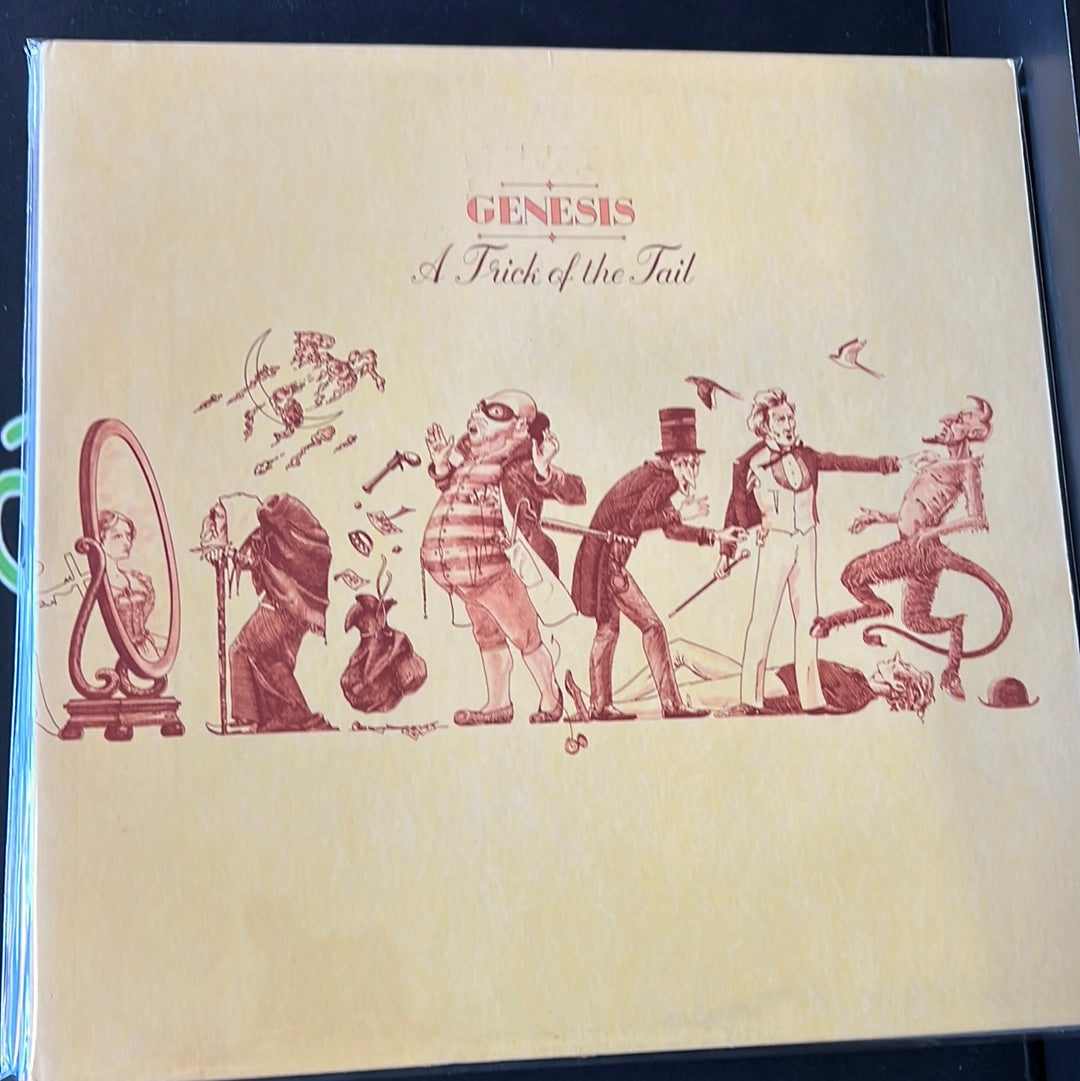 GENESIS
A Trick of the Tail